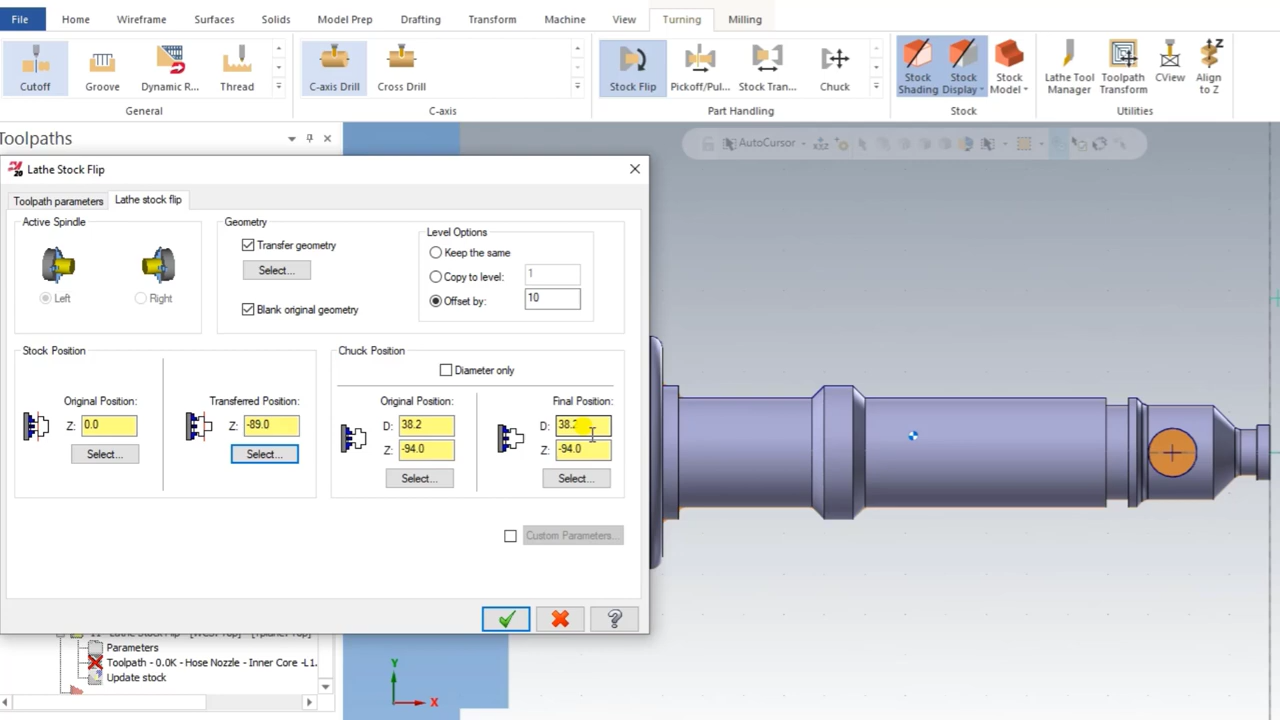 File Home Wireframe Surfaces Solids Model Prep Drafting Transform Machine View Turning Milling
Cutoff Groove Dynamic R... Thread C-axis Drill Cross Drill Stock Flip Pickoff/Pul... Stock Tran... Chuck Stock Shading Stock Display Stock Model Lathe Tool Manager Toolpath Transform CView Align to Z
General C-axis Part Handling Stock Utilities
Toolpaths
AutoCursor
Lathe Stock Flip
Toolpath parameters Lathe stock flip
Active Spindle
Left Right
Geometry
Transfer geometry
Select...
Blank original geometry
Level Options
Keep the same
Copy to level: 1
Offset by: 10
Stock Position
Original Position:
Z: 0.0
Select...
Transferred Position:
Z: -89.0
Select...
Chuck Position
Diameter only
Original Position:
D: 38.2
Z: -94.0
Select...
Final Position:
D: 38.2
Z: -94.0
Select...
Custom Parameters...
Parameters
Toolpath - 0.0K - Hose Nozzle - Inner Core -L1.
Update stock
Y
X